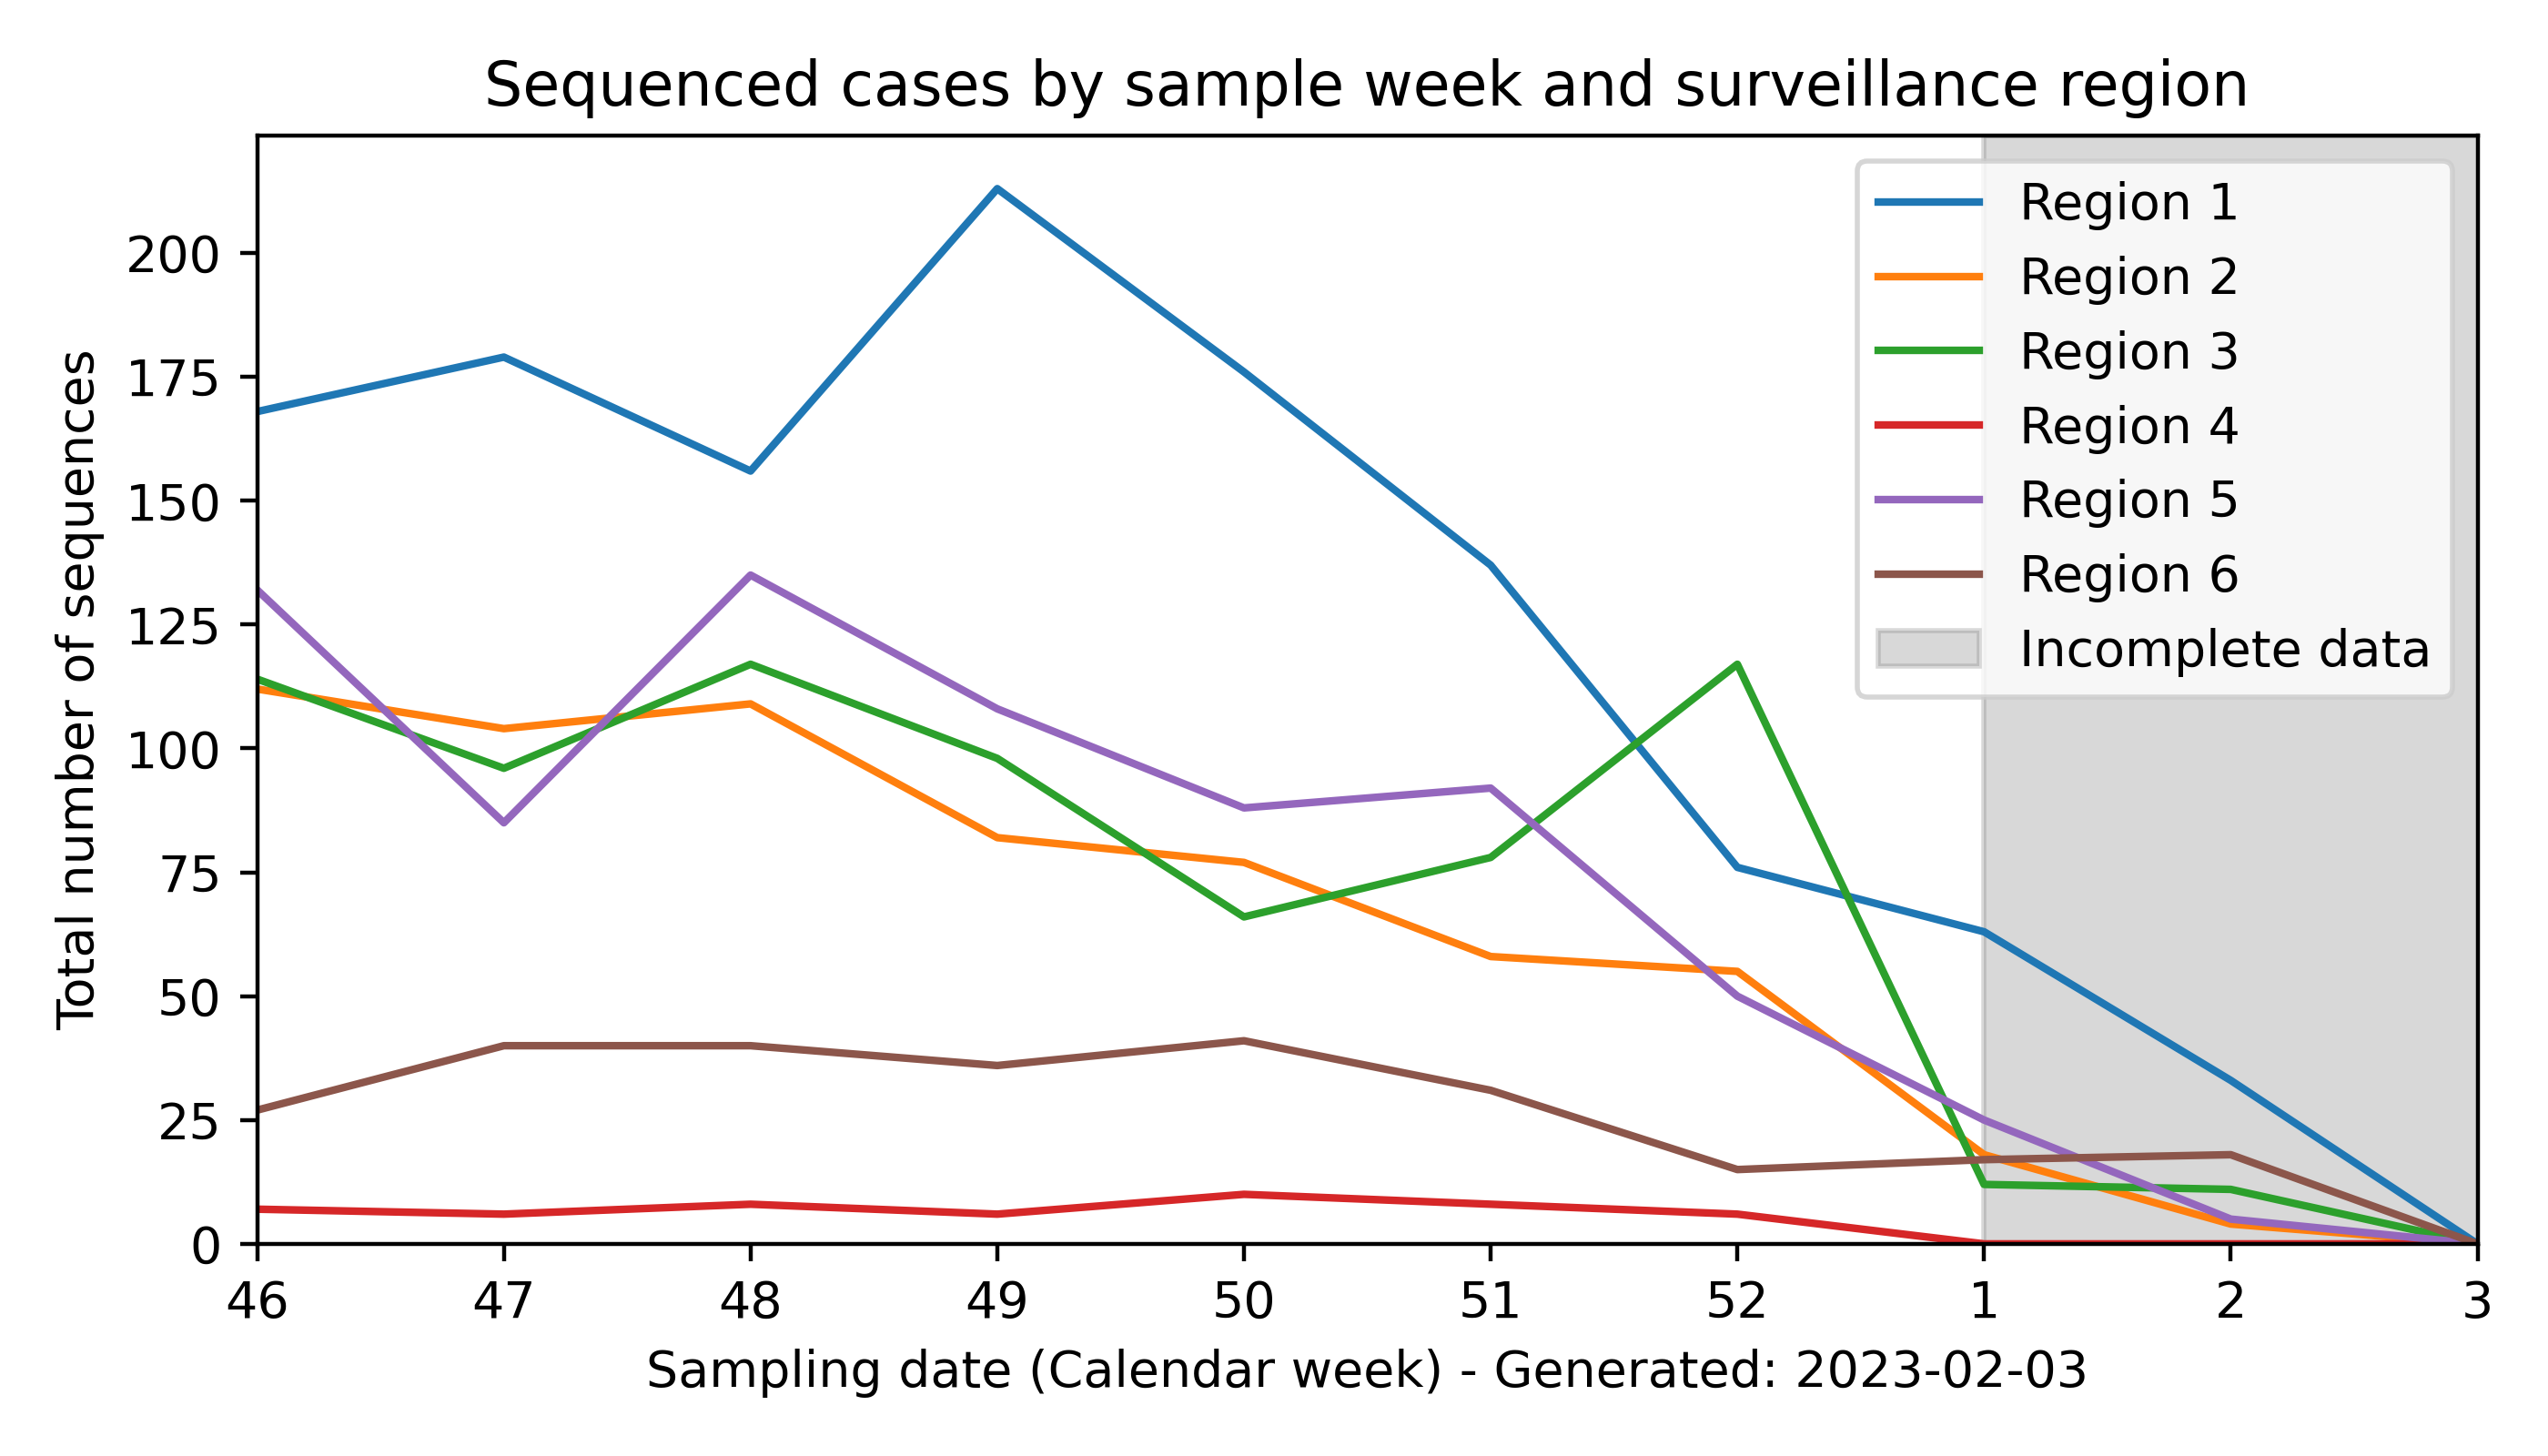 Sequenced cases by sample week and surveillance region
Total number of sequences
200
175
150
125
100
75
50
25
0
Region 1
Region 2
Region 3
Region 4
Region 5
Region 6
Incomplete data
46 47 48 49 50 51 52 1 2 3
Sampling date (Calendar week) - Generated: 2023-02-03